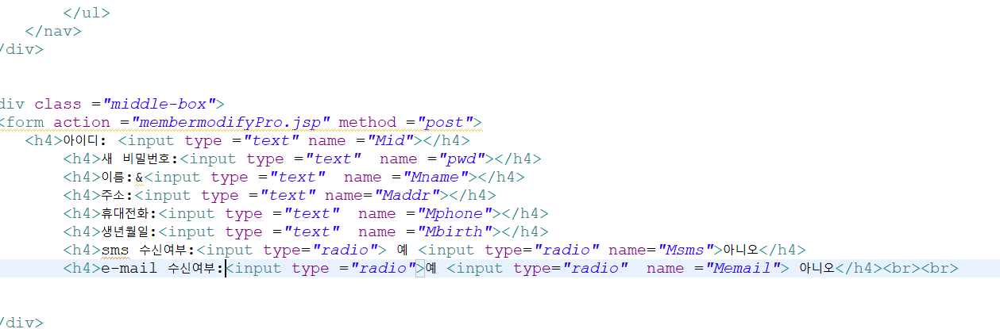 </ul>
</nav>
/div>
div class ="middle-box">
<form action ="membermodifyPro.jsp" method ="post">
<h4>아이디: <input type ="text" name ="Mid"></h4>
<h4>새 비밀번호:<input type ="text"  name ="pwd"></h4>
<h4>이름:&<input type ="text"  name ="Mname"></h4>
<h4>주소:<input type ="text" name="Maddr"></h4>
<h4>휴대전화:<input type ="text"  name ="Mphone"></h4>
<h4>생년월일:<input type ="text"  name ="Mbirth"></h4>
<h4>sms 수신여부:<input type="radio"> 예 <input type="radio" name="Msms">아니오</h4>
<h4>e-mail 수신여부:<input type ="radio">예 <input type="radio"  name ="Memail"> 아니오</h4><br><br>
/div>